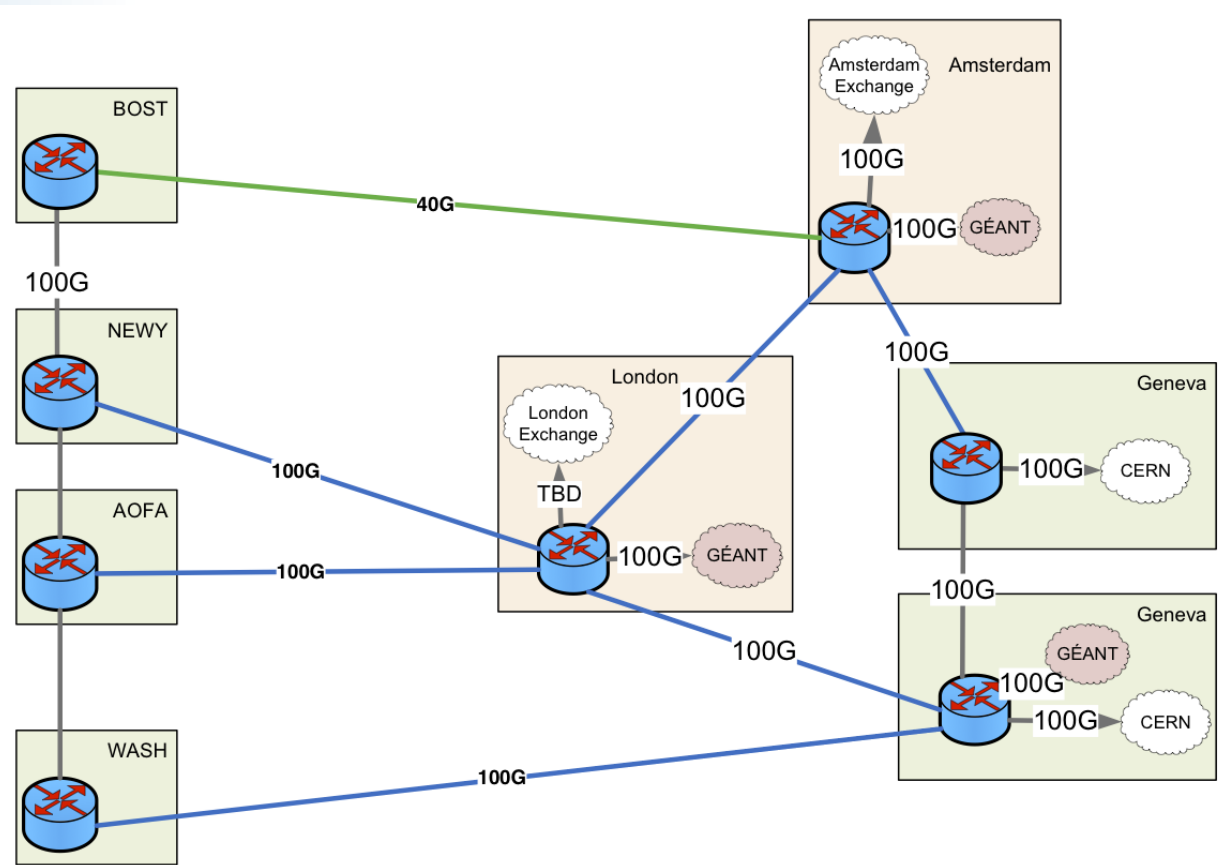 Amsterdam
Exchange
Amsterdam
BOST
100G
40G
100G
GÉANT
100G
NEWY
100G
Geneva
London
100G
London
Exchange
100G
100G
CERN
TBD
AOFA
100G
100G
GÉANT
100G
Geneva
100G
GÉANT
100G
100G
CERN
WASH
100G